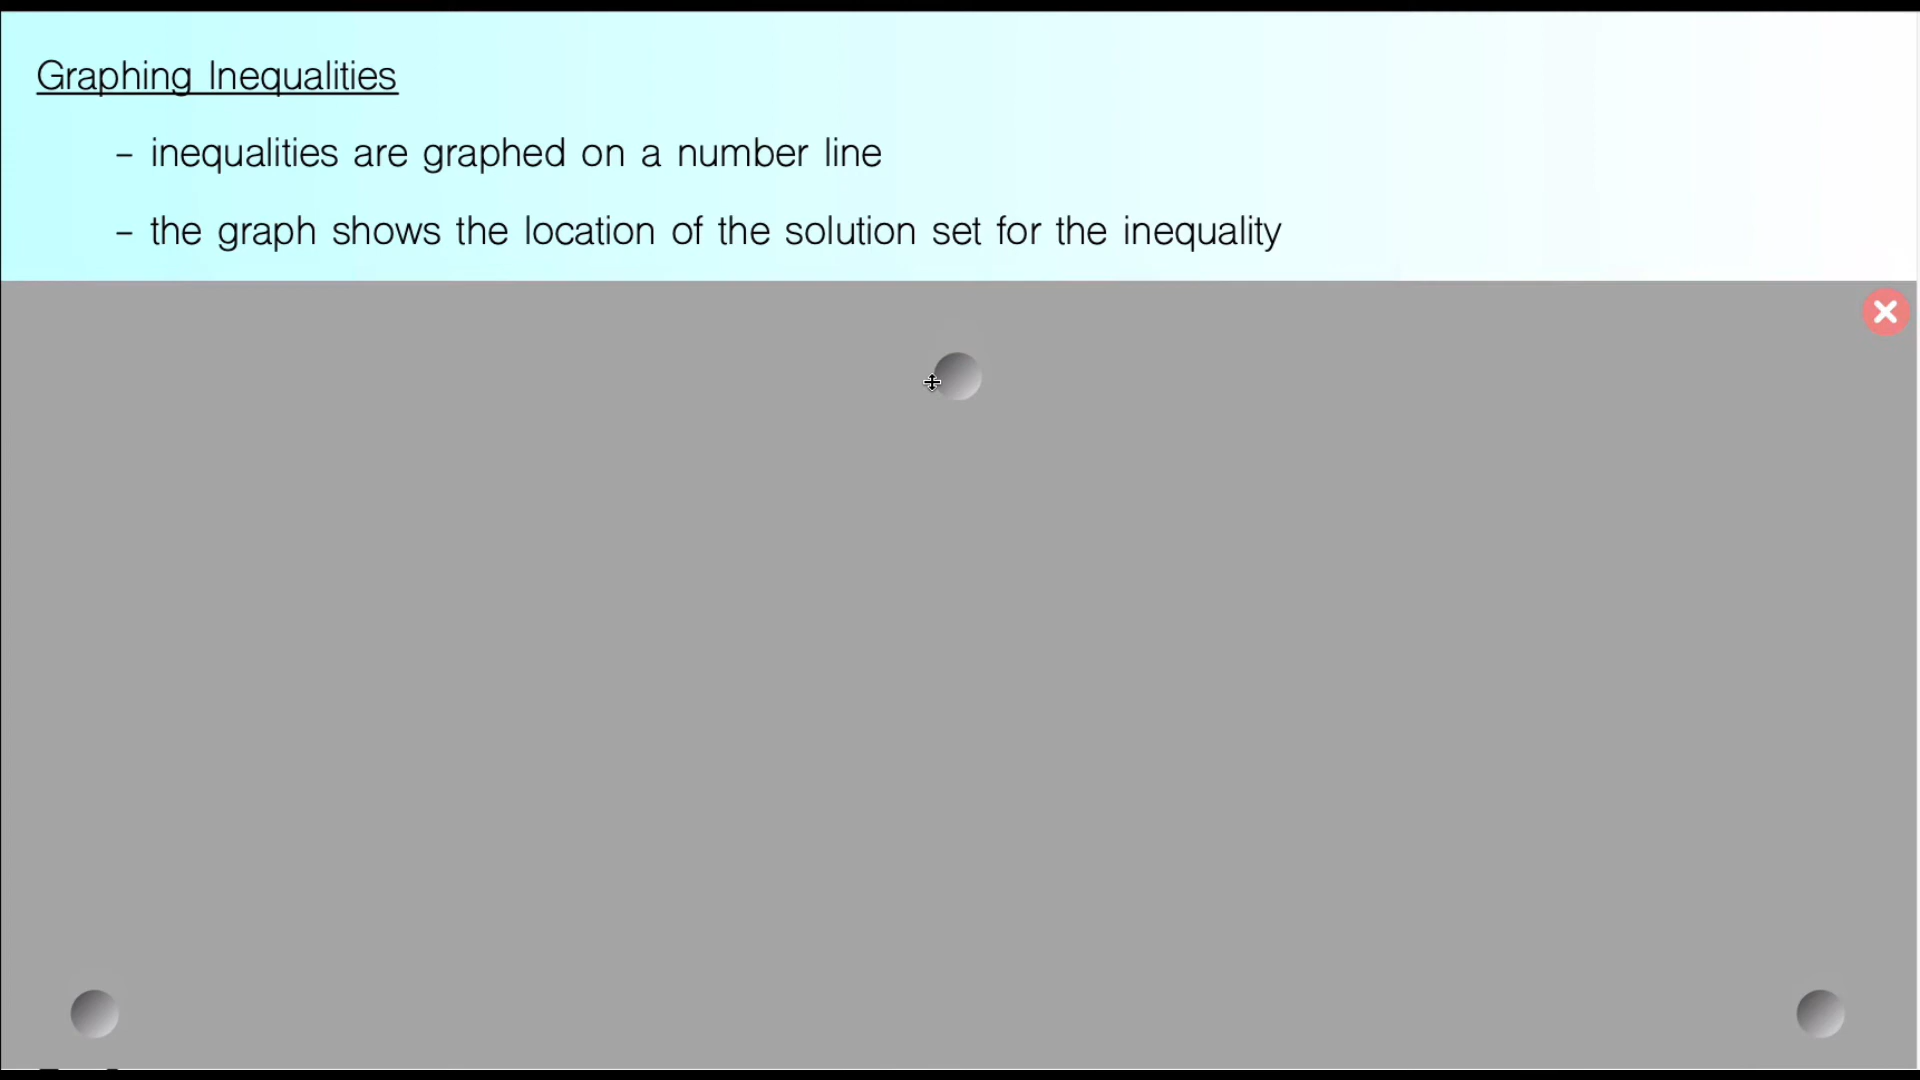 Graphing Inequalities
– inequalities are graphed on a number line
– the graph shows the location of the solution set for the inequality